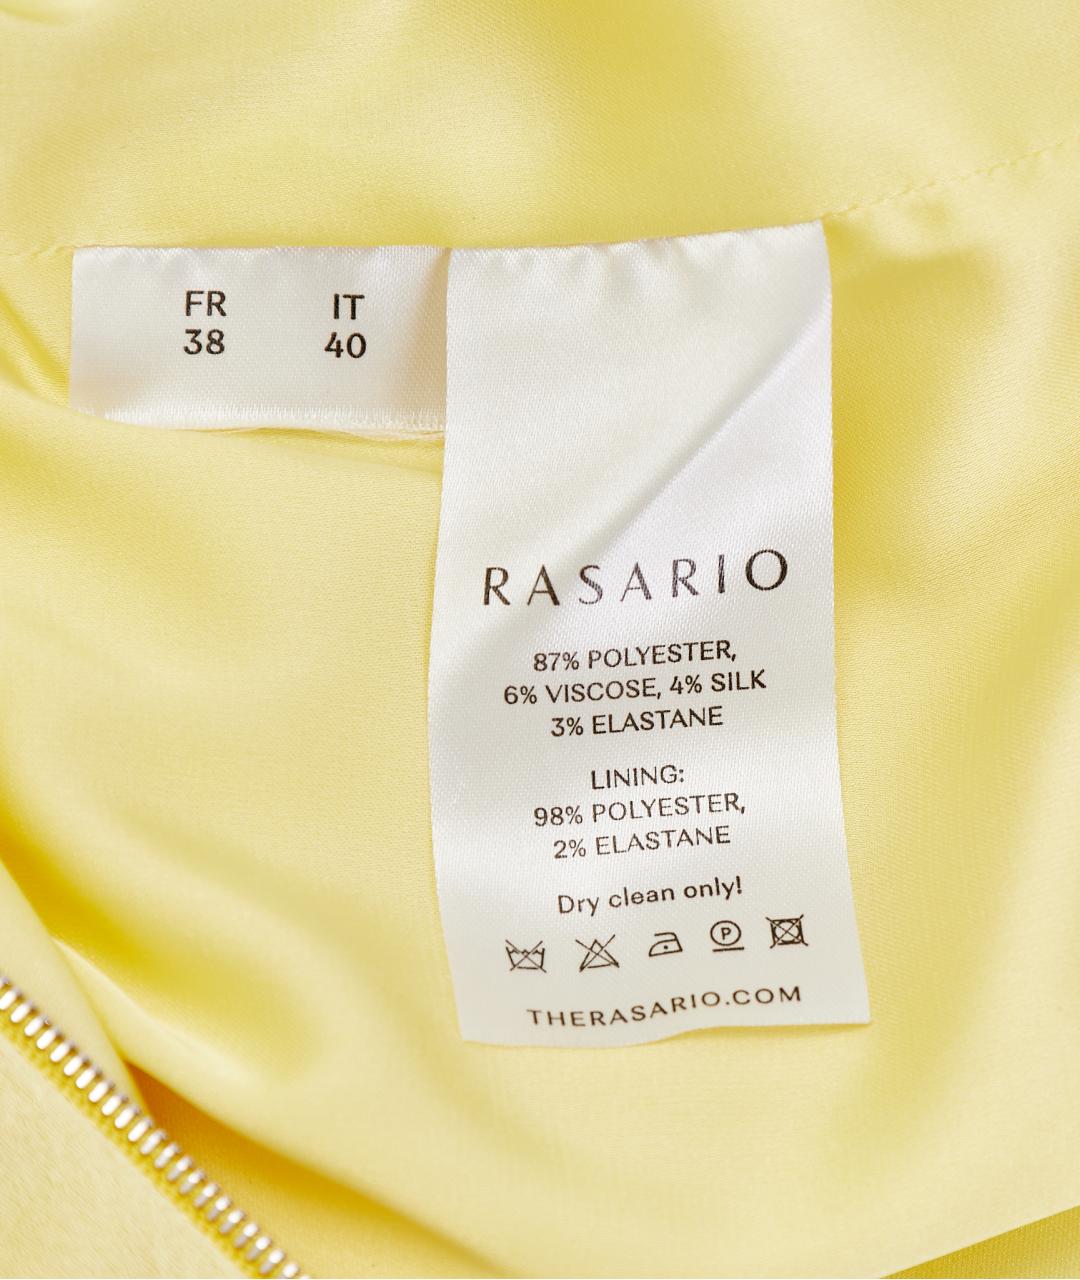 FR IT
38 40
RASARIO
87% POLYESTER,
6% VISCOSE, 4% SILK
3% ELASTANE
LINING:
98% POLYESTER,
2% ELASTANE
Dry clean only!
P
THERASARIO.COM